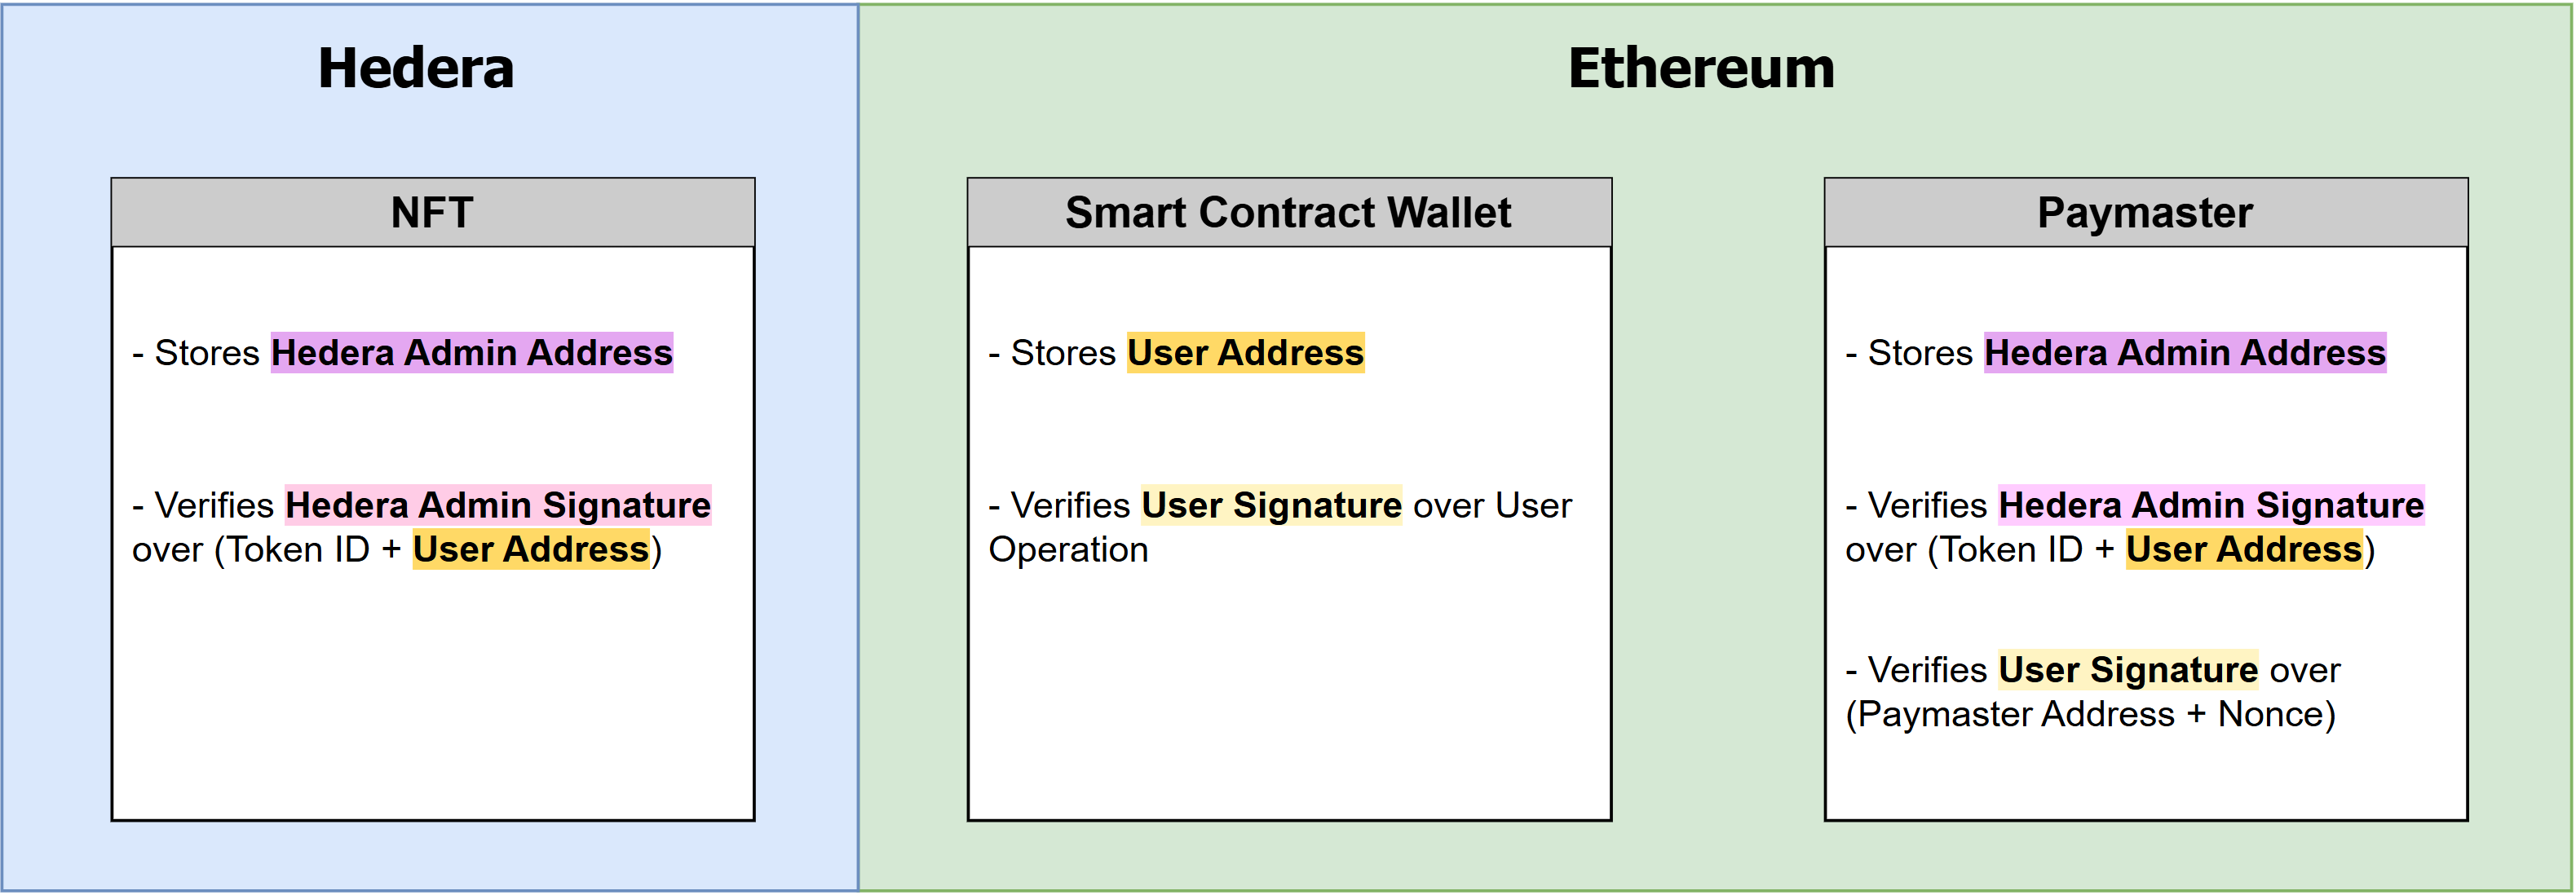 Hedera
Ethereum
NFT
- Stores Hedera Admin Address
- Verifies Hedera Admin Signature
over (Token ID + User Address)
Smart Contract Wallet
- Stores User Address
- Verifies User Signature over User
Operation
Paymaster
- Stores Hedera Admin Address
- Verifies Hedera Admin Signature
over (Token ID + User Address)
- Verifies User Signature over
(Paymaster Address + Nonce)